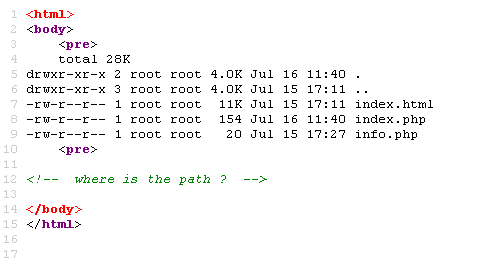 1 <html>
2 <body>
3     <pre>
4     total 28K
5 drwxr-xr-x 2 root root 4.0K Jul 16 11:40 .
6 drwxr-xr-x 3 root root 4.0K Jul 15 17:11 ..
7 -rw-r--r-- 1 root root  11K Jul 15 17:11 index.html
8 -rw-r--r-- 1 root root  154 Jul 16 11:40 index.php
9 -rw-r--r-- 1 root root   20 Jul 15 17:27 info.php
10     <pre>
11
12 <!--  where is the path ?  -->
13
14 </body>
15 </html>
16
17